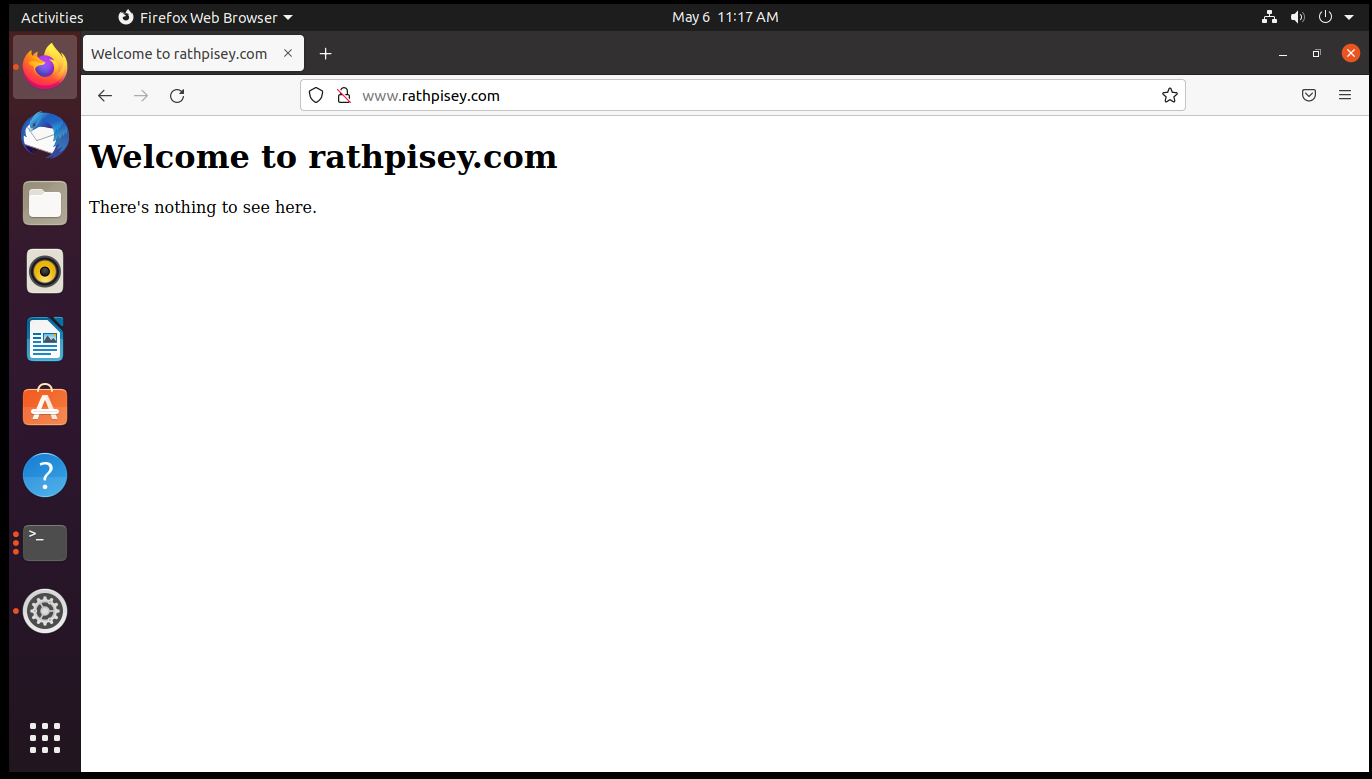 Activities Firefox Web Browser May 6 11:17 AM
Welcome to rathpisey.com
www.rathpisey.com
Welcome to rathpisey.com
There's nothing to see here.
?
>_